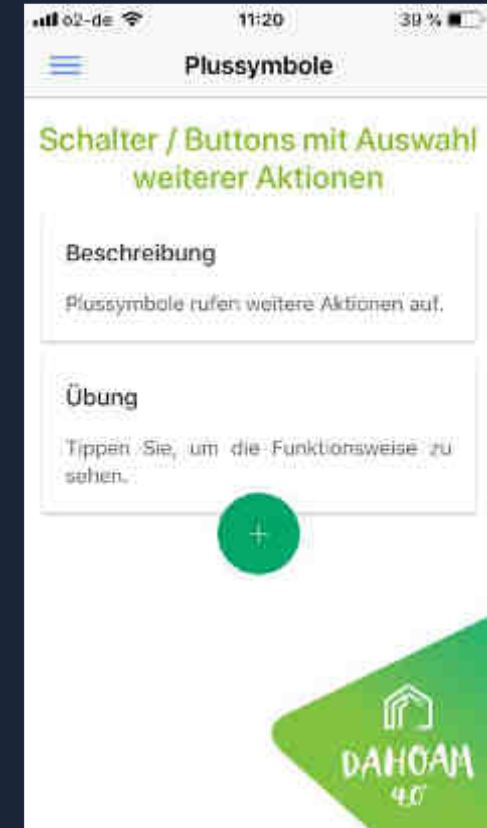 o2-de 11:20 39 %
Plussymbole
Schalter / Buttons mit Auswahl
weiterer Aktionen
Beschreibung
Plussymbole rufen weitere Aktionen auf.
Übung
Tippen Sie, um die Funktionsweise zu
sehen.
+
DAHOAM
4.0